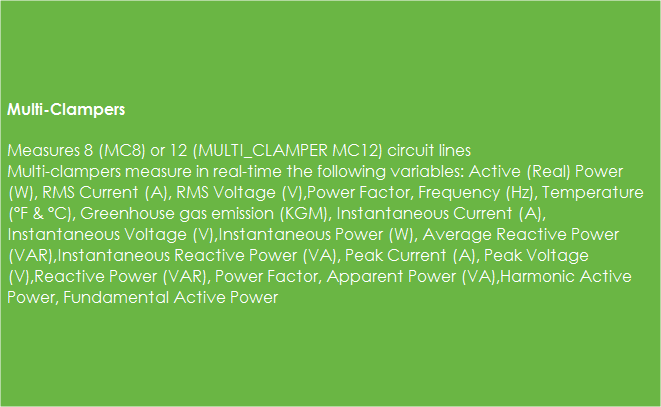 Multi-Clampers
Measures 8 (MC8) or 12 (MULTI_CLAMPER MC12) circuit lines
Multi-clampers measure in real-time the following variables: Active (Real) Power
(W), RMS Current (A), RMS Voltage (V),Power Factor, Frequency (Hz), Temperature
(°F & °C), Greenhouse gas emission (KGM), Instantaneous Current (A),
Instantaneous Voltage (V),Instantaneous Power (W), Average Reactive Power
(VAR),Instantaneous Reactive Power (VA), Peak Current (A), Peak Voltage
(V),Reactive Power (VAR), Power Factor, Apparent Power (VA),Harmonic Active
Power, Fundamental Active Power